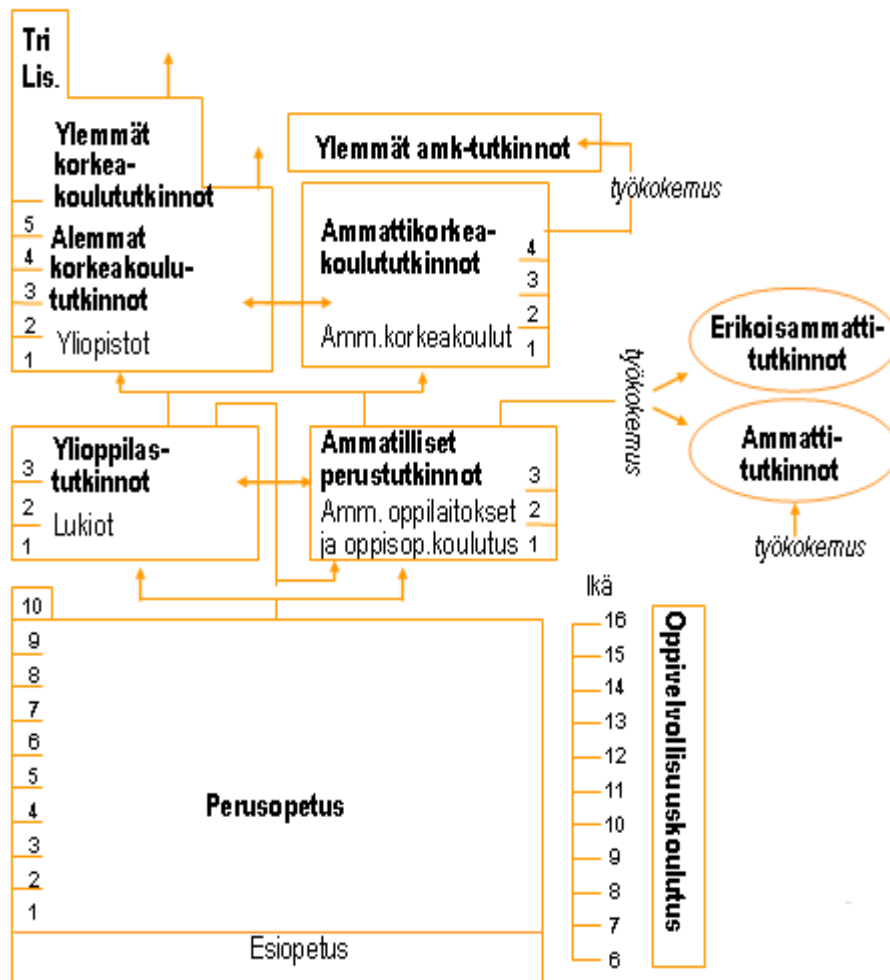 Tri
Lis.
Ylemmät
korkea-
koulututkinnot
5
4
3
2
1
Alemmat
korkeakoulu-
tutkinnot
Yliopistot
Ylemmät amk-tutkinnot
työkokemus
Ammattikorkea-
koulututkinnot
Amm.korkeakoulut
4
3
2
1
työkokemus
Erikoisammatti-
tutkinnot
Ammatti-
tutkinnot
työkokemus
Ylioppilas-
tutkinnot
Lukiot
3
2
1
Ammatilliset
perustutkinnot
Amm. oppilaitokset
ja oppisop.koulutus
3
2
1
10
9
8
7
6
5
4
3
2
1
Perusopetus
Esiopetus
Ikä
16
15
14
13
12
11
10
9
8
7
6
Oppivelvollisuuskoulutus